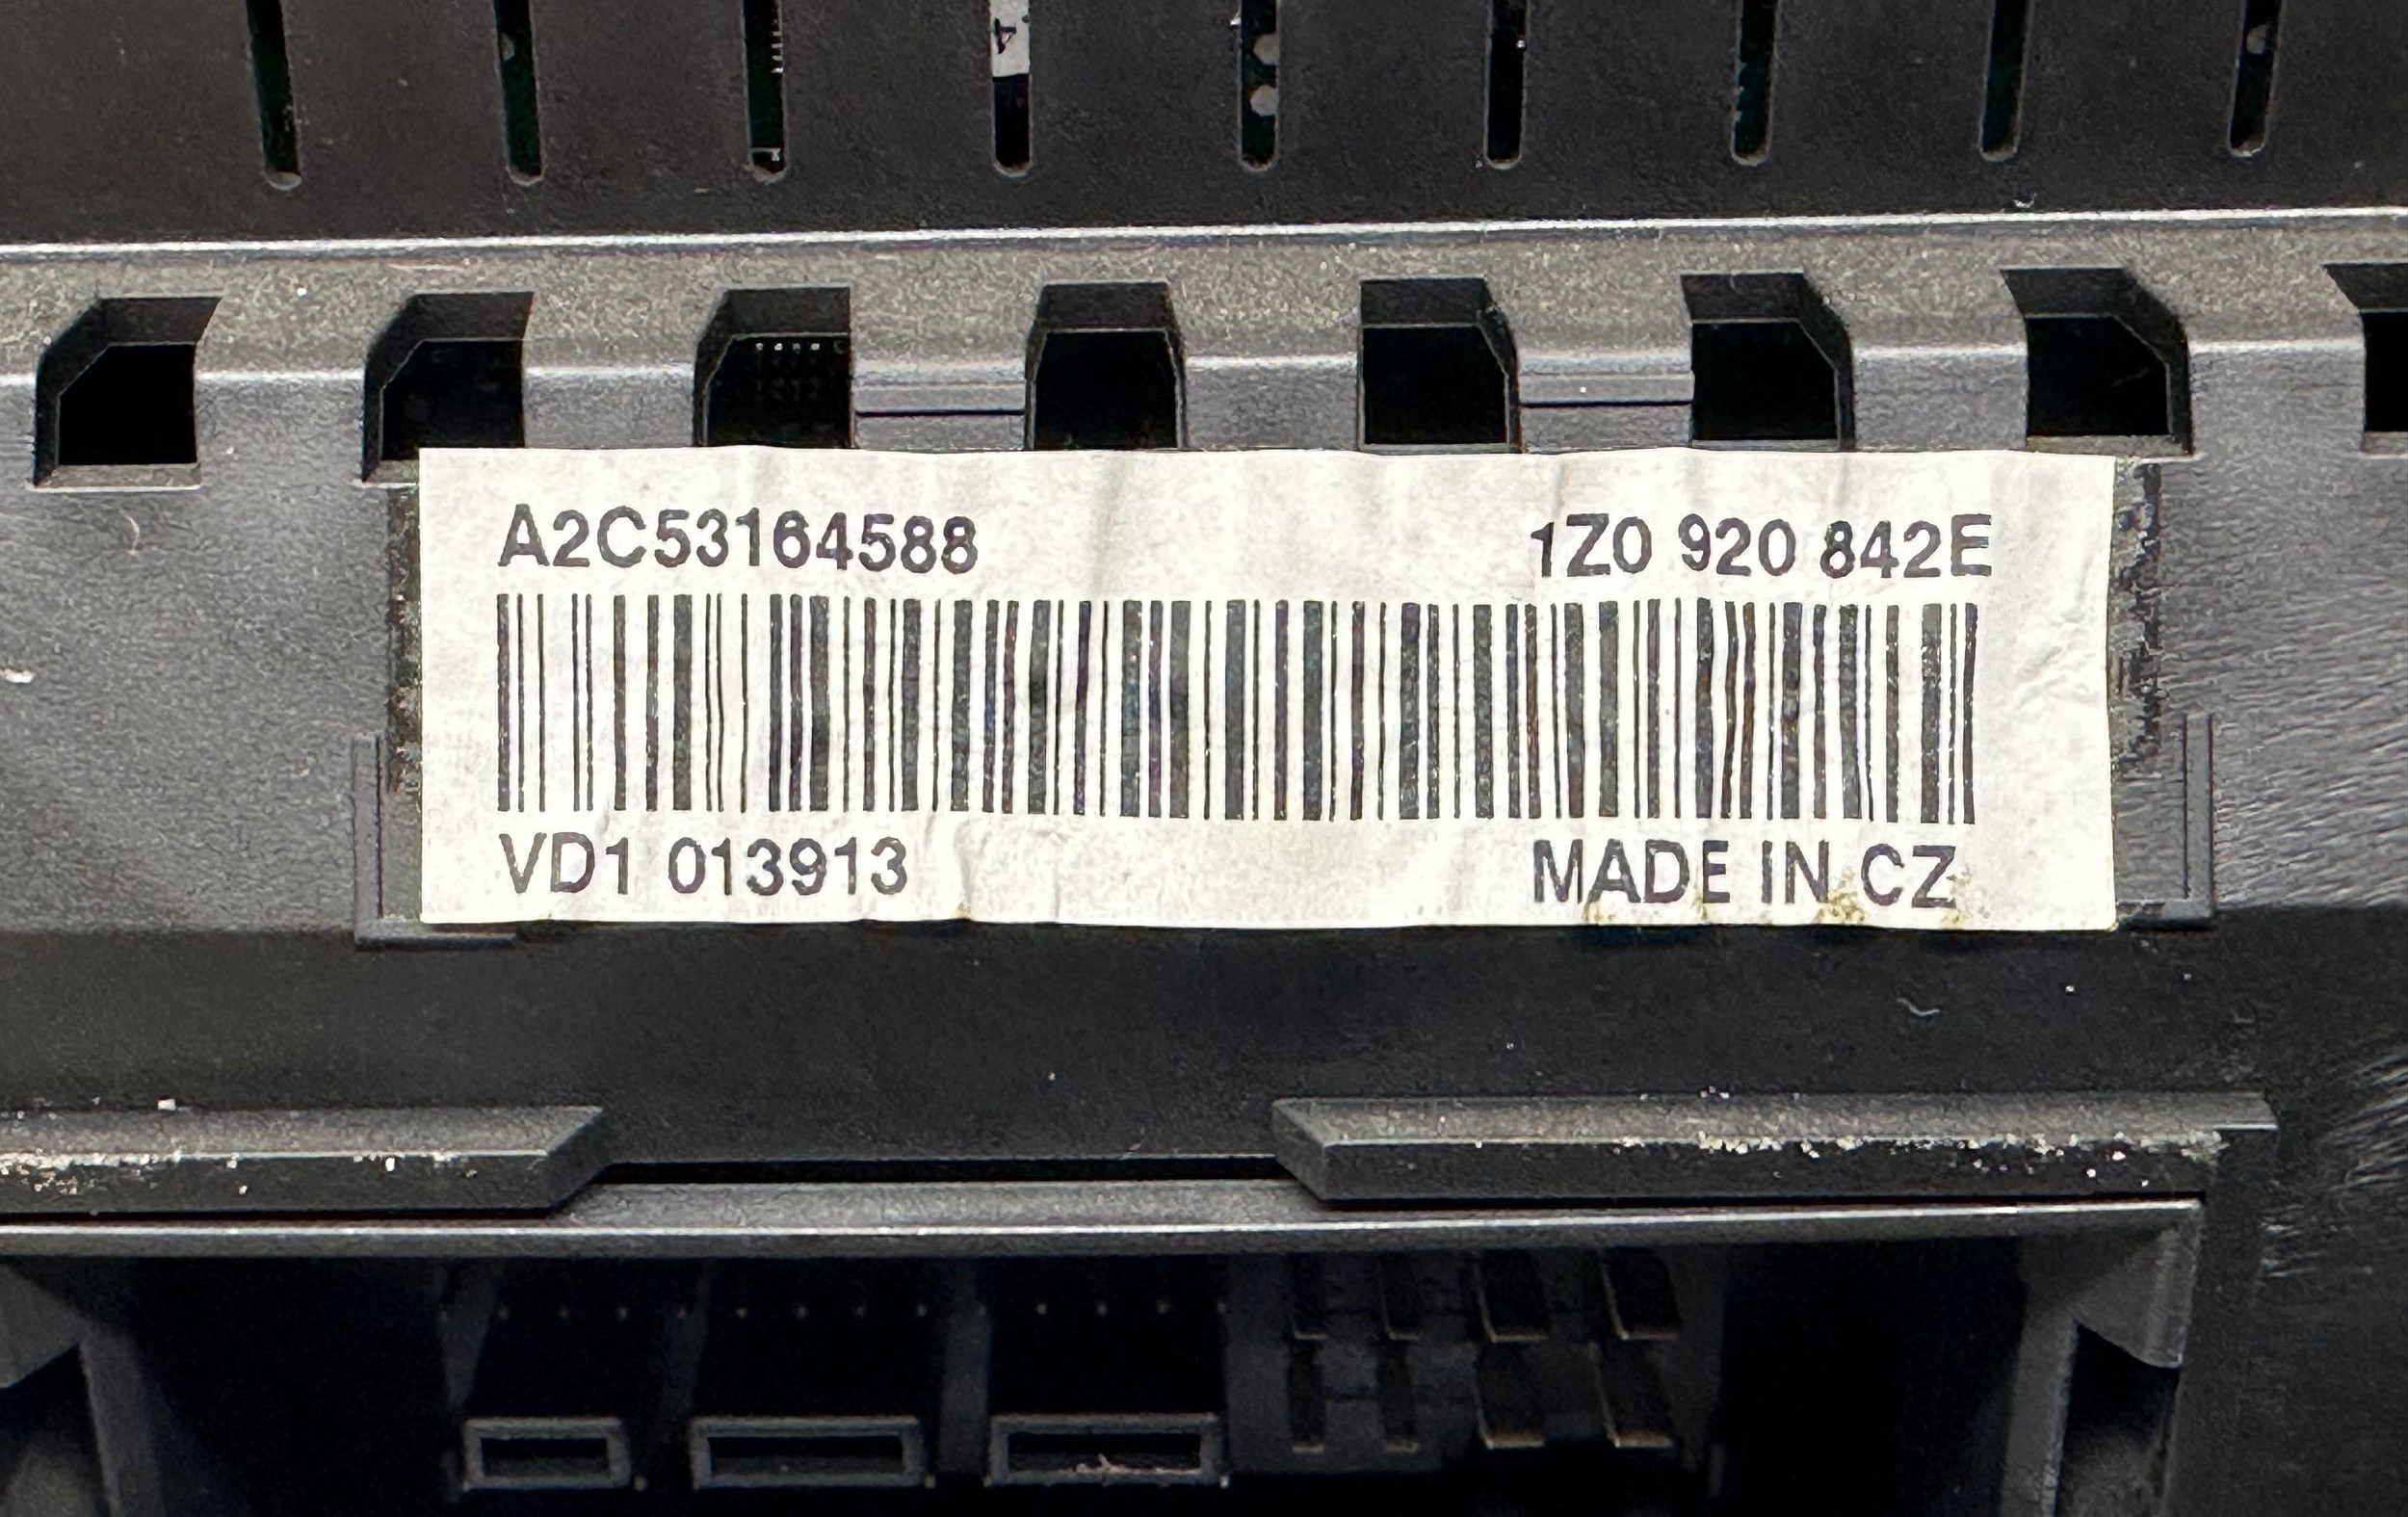 A2C53164588 1Z0 920 842E
VD1 013913 MADE IN CZ